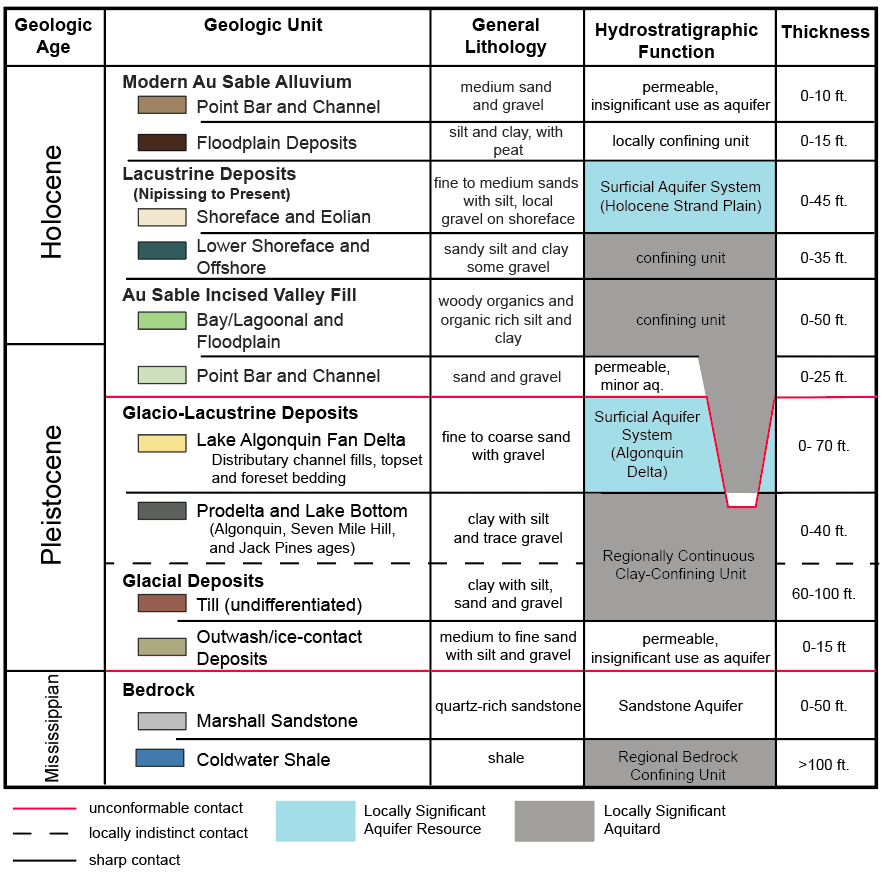 Geologic
Age
Geologic Unit
General
Lithology
Hydrostratigraphic
Function
Thickness
Holocene
Modern Au Sable Alluvium
Point Bar and Channel
medium sand
and gravel
permeable,
insignificant use as aquifer
0-10 ft.
Floodplain Deposits
silt and clay, with
peat
locally confining unit
0-15 ft.
Lacustrine Deposits
(Nipissing to Present)
Shoreface and Eolian
fine to medium sands
with silt, local
gravel on shoreface
Surficial Aquifer System
(Holocene Strand Plain)
0-45 ft.
Lower Shoreface and
Offshore
sandy silt and clay
some gravel
confining unit
0-35 ft.
Au Sable Incised Valley Fill
Bay/Lagoonal and
Floodplain
woody organics and
organic rich silt and
clay
confining unit
0-50 ft.
Pleistocene
Point Bar and Channel
sand and gravel
permeable,
minor aq.
0-25 ft.
Glacio-Lacustrine Deposits
Lake Algonquin Fan Delta
Distributary channel fills, topset
and foreset bedding
fine to coarse sand
with gravel
Surficial Aquifer
System
(Algonquin
Delta)
0- 70 ft.
Prodelta and Lake Bottom
(Algonquin, Seven Mile Hill,
and Jack Pines ages)
clay with silt
and trace gravel
Regionally Continuous
Clay-Confining Unit
0-40 ft.
Glacial Deposits
Till (undifferentiated)
clay with silt,
sand and gravel
60-100 ft.
Outwash/ice-contact
Deposits
medium to fine sand
with silt and gravel
permeable,
insignificant use as aquifer
0-15 ft
Mississippian
Bedrock
Marshall Sandstone
quartz-rich sandstone
Sandstone Aquifer
0-50 ft.
Coldwater Shale
shale
Regional Bedrock
Confining Unit
>100 ft.
unconformable contact
locally indistinct contact
sharp contact
Locally Significant
Aquifer Resource
Locally Significant
Aquitard